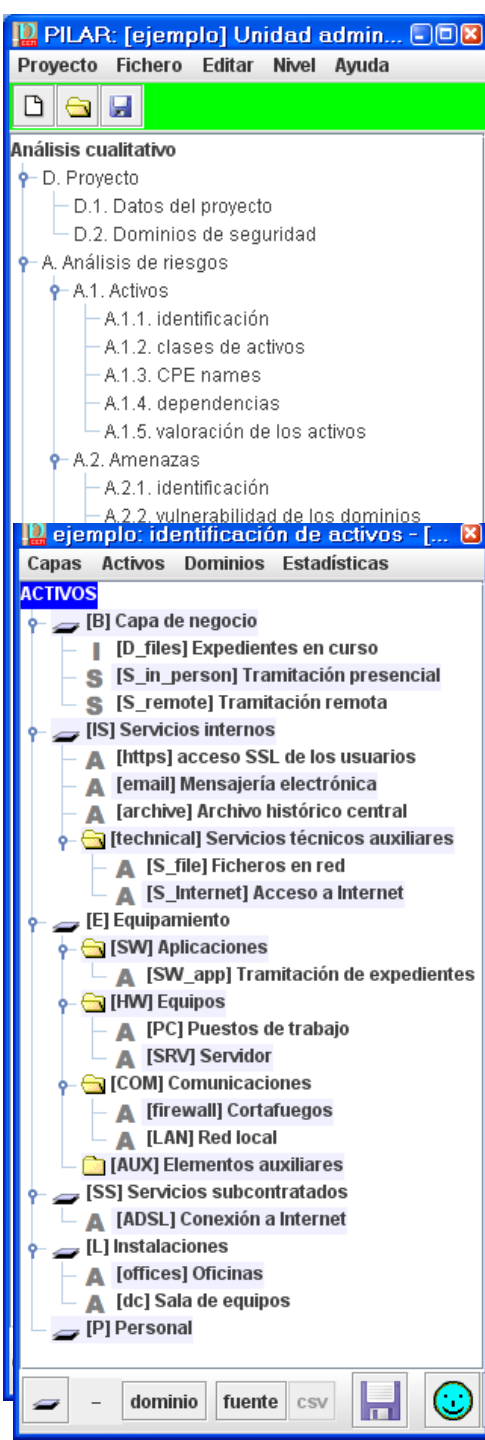 PILAR: [ejemplo] Unidad admin...
Proyecto Fichero Editar Nivel Ayuda
Análisis cualitativo
D. Proyecto
D.1. Datos del proyecto
D.2. Dominios de seguridad
A. Análisis de riesgos
A.1. Activos
A.1.1. identificación
A.1.2. clases de activos
A.1.3. CPE names
A.1.4. dependencias
A.1.5. valoración de los activos
A.2. Amenazas
A.2.1. identificación
A.2.2. vulnerabilidad de los dominios
ejemplo: identificación de activos - [...
Capas Activos Dominios Estadísticas
ACTIVOS
[B] Capa de negocio
I [D_files] Expedientes en curso
S [S_in_person] Tramitación presencial
S [S_remote] Tramitación remota
[IS] Servicios internos
A [https] acceso SSL de los usuarios
A [email] Mensajería electrónica
A [archive] Archivo histórico central
[technical] Servicios técnicos auxiliares
A [S_file] Ficheros en red
A [S_Internet] Acceso a Internet
[E] Equipamiento
[SW] Aplicaciones
A [SW_app] Tramitación de expedientes
[HW] Equipos
A [PC] Puestos de trabajo
A [SRV] Servidor
[COM] Comunicaciones
A [firewall] Cortafuegos
A [LAN] Red local
[AUX] Elementos auxiliares
[SS] Servicios subcontratados
A [ADSL] Conexión a Internet
[L] Instalaciones
A [offices] Oficinas
A [dc] Sala de equipos
[P] Personal
– dominio fuente csv